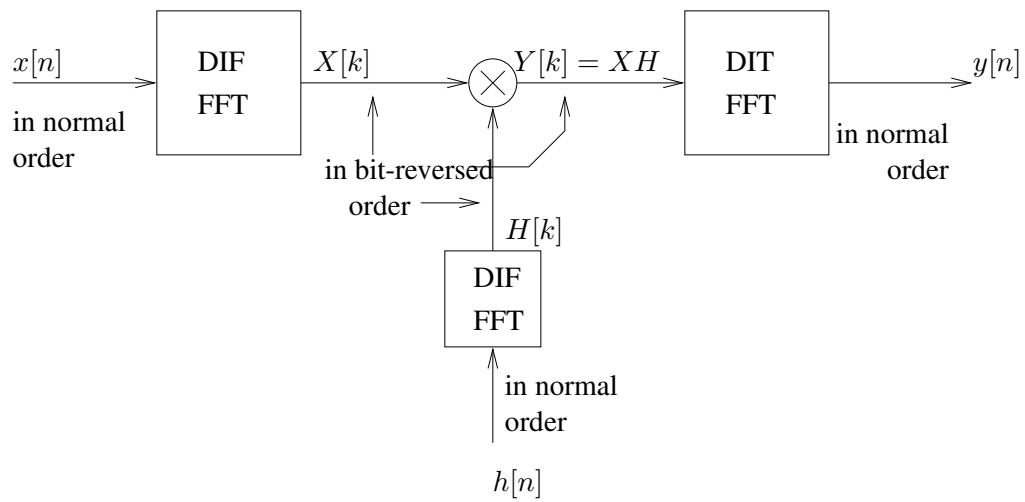 x[n]
DIF
FFT
X[k]
Y[k] = XH
DIT
FFT
y[n]
in normal
order
in bit-reversed
order
in normal
order
H[k]
DIF
FFT
in normal
order
h[n]